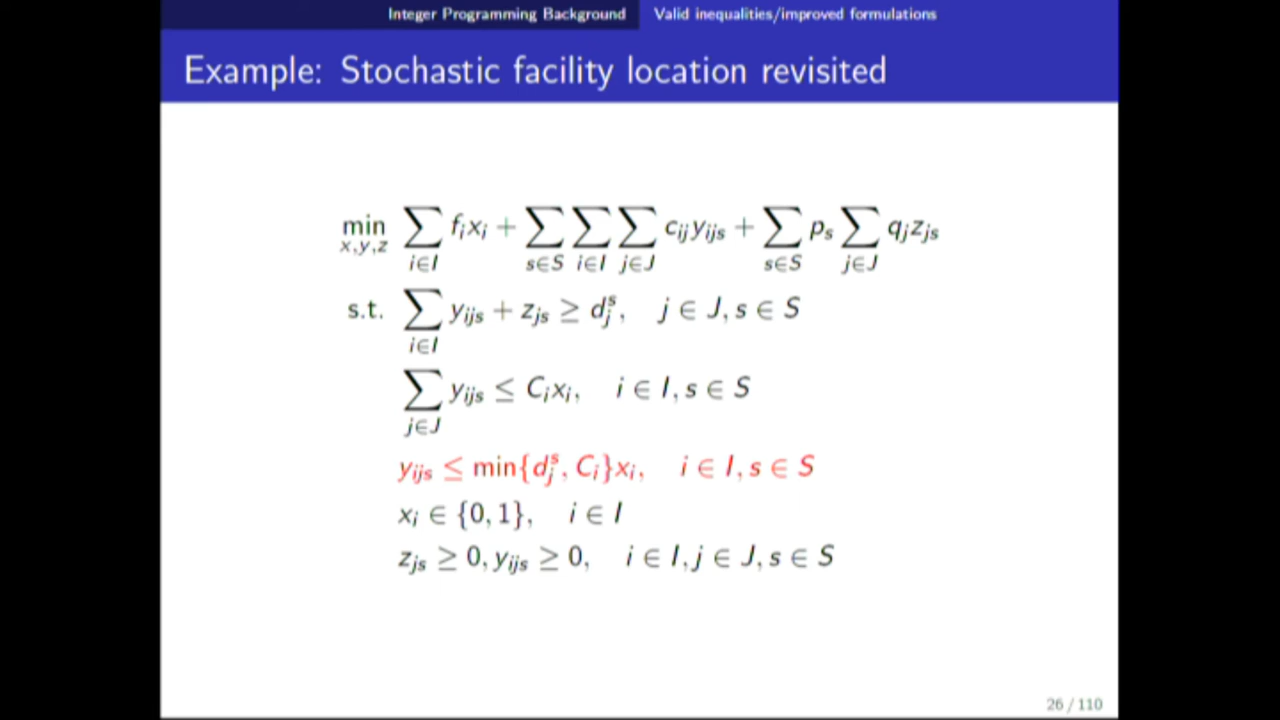 Integer Programming Background Valid inequalities/improved formulations
Example: Stochastic facility location revisited
min_{x,y,z} ∑_{i∈I} f_i x_i + ∑_{s∈S} ∑_{i∈I} ∑_{j∈J} c_{ij} y_{ijs} + ∑_{s∈S} p_s ∑_{j∈J} q_j z_{js}
s.t. ∑_{i∈I} y_{ijs} + z_{js} ≥ d_j^s, j ∈ J, s ∈ S
∑_{j∈J} y_{ijs} ≤ C_i x_i, i ∈ I, s ∈ S
y_{ijs} ≤ min{d_j^s, C_i}x_i, i ∈ I, s ∈ S
x_i ∈ {0, 1}, i ∈ I
z_{js} ≥ 0, y_{ijs} ≥ 0, i ∈ I, j ∈ J, s ∈ S
26 / 110